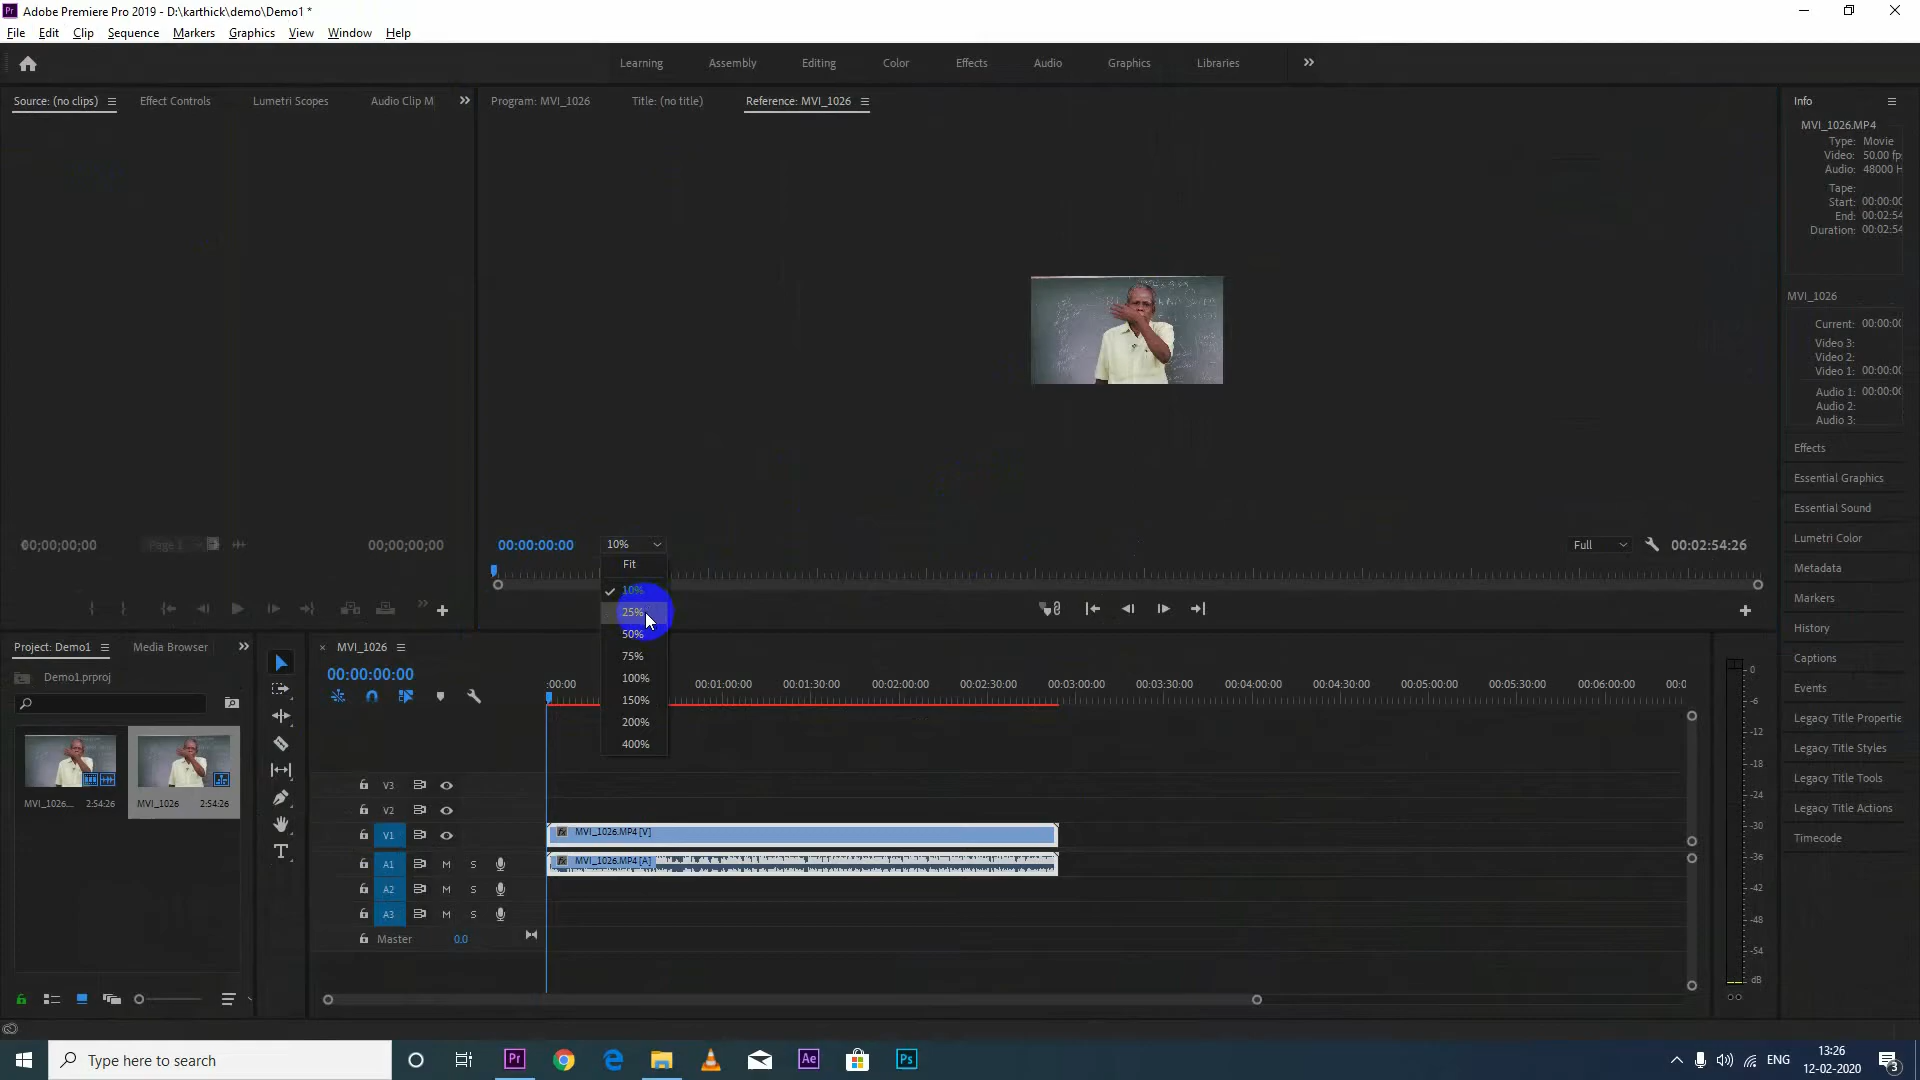 Adobe Premiere Pro 2019 - D:\karthick\demo\Demo1 *
File Edit Clip Sequence Markers Graphics View Window Help
Learning Assembly Editing Color Effects Audio Graphics Libraries
Source: (no clips) Effect Controls Lumetri Scopes Audio Clip M
Program: MVI_1026 Title: (no title) Reference: MVI_1026
Info
MVI_1026.MP4
Type: Movie
Video: 50.00 fp
Audio: 48000 H
Tape:
Start: 00:00:00
End: 00:02:54
Duration: 00:02:54
MVI_1026
Current: 00:00:00
Video 3:
Video 2:
Video 1: 00:00:00
Audio 1: 00:00:00
Audio 2:
Audio 3:
Effects
Essential Graphics
Essential Sound
Lumetri Color
Metadata
Markers
History
Captions
Events
Legacy Title Properti
Legacy Title Styles
Legacy Title Tools
Legacy Title Actions
Timecode
00;00;00;00 Page 1 00;00;00;00
00:00:00:00 10% Full 00:02:54:26
Fit
10%
25%
50%
75%
100%
150%
200%
400%
Project: Demo1 Media Browser
Demo1.prproj
MVI_1026... 2:54:26 MVI_1026 2:54:26
MVI_1026
00:00:00:00
:00:00 00:01:00:00 00:01:30:00 00:02:00:00 00:02:30:00 00:03:00:00 00:03:30:00 00:04:00:00 00:04:30:00 00:05:00:00 00:05:30:00 00:06:00:00 00:0
V3
V2
V1 MVI_1026.MP4 [V]
A1 M S MVI_1026.MP4 [A]
A2 M S
A3 M S
Master 0.0
0
-6
-12
-18
-24
-30
-36
-42
-48
-54
dB
Type here to search
Pr Ae Ps
ENG
13:26
12-02-2020
3